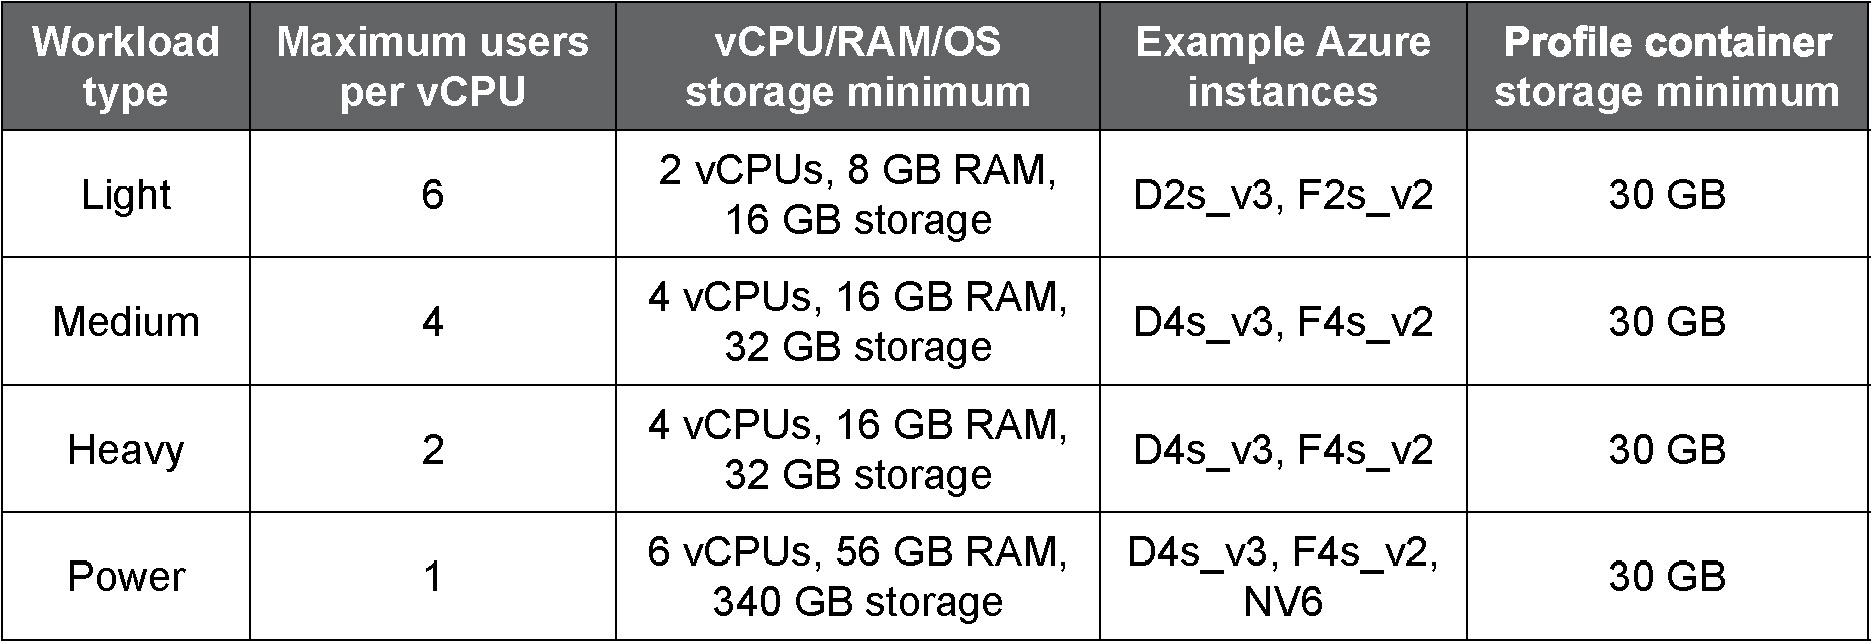 Workload type
Maximum users per vCPU
vCPU/RAM/OS storage minimum
Example Azure instances
Profile container storage minimum
Light
6
2 vCPUs, 8 GB RAM,
16 GB storage
D2s_v3, F2s_v2
30 GB
Medium
4
4 vCPUs, 16 GB RAM,
32 GB storage
D4s_v3, F4s_v2
30 GB
Heavy
2
4 vCPUs, 16 GB RAM,
32 GB storage
D4s_v3, F4s_v2
30 GB
Power
1
6 vCPUs, 56 GB RAM,
340 GB storage
D4s_v3, F4s_v2,
NV6
30 GB